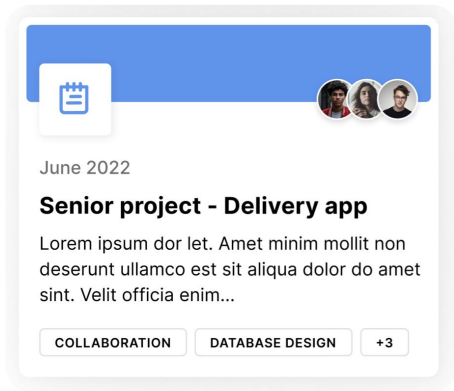 June 2022
Senior project - Delivery app
Lorem ipsum dor let. Amet minim mollit non
deserunt ullamco est sit aliqua dolor do amet
sint. Velit officia enim...
COLLABORATION
DATABASE DESIGN
+3